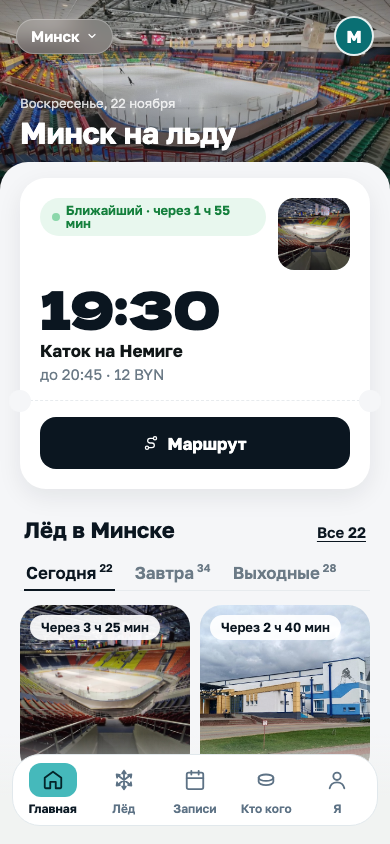 Минск
М
Воскресенье, 22 ноября
Минск на льду
Ближайший · через 1 ч 55
мин
19:30
Каток на Немиге
до 20:45 · 12 BYN
Маршрут
Лёд в Минске
Все 22
Сегодня 22 Завтра 34 Выходные 28
Через 3 ч 25 мин
Через 2 ч 40 мин
Главная
Лёд
Записи
Кто кого
Я